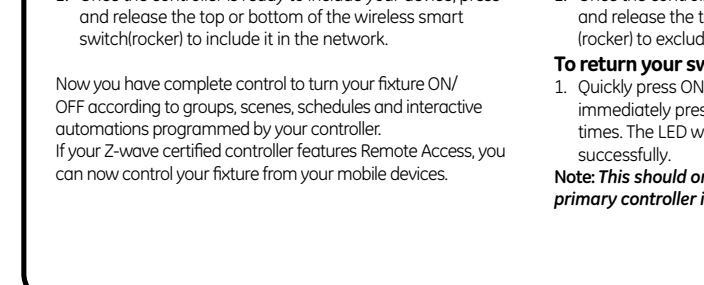 and release the top or bottom of the wireless smart
switch(rocker) to include it in the network.
Now you have complete control to turn your fixture ON/
OFF according to groups, scenes, schedules and interactive
automations programmed by your controller.
If your Z-wave certified controller features Remote Access, you
can now control your fixture from your mobile devices.
and release the t
(rocker) to exclud
To return your sw
1. Quickly press ON
immediately pres
times. The LED w
successfully.
Note: This should or
primary controller i